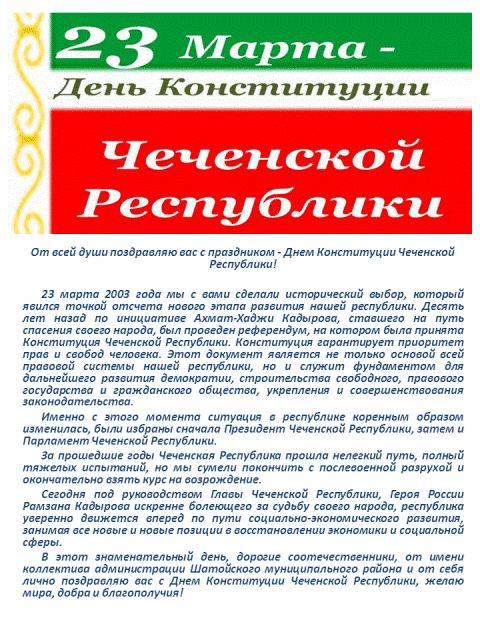 23 Марта -
День Конституции
Чеченской
Республики
От всей души поздравляю вас с праздником - Днем Конституции Чеченской
Республики!
23 марта 2003 года мы с вами сделали исторический выбор, который
явился точкой отсчета нового этапа развития нашей республики. Десять
лет назад по инициативе Ахмат-Хаджи Кадырова, ставшего на путь
спасения своего народа, был проведен референдум, на котором была принята
Конституция Чеченской Республики. Конституция гарантирует приоритет
прав и свобод человека. Этот документ является не только основой всей
правовой системы нашей республики, но и служит фундаментом для
дальнейшего развития демократии, строительства свободного, правового
государства и гражданского общества, укрепления и совершенствования
законодательства.
Именно с этого момента ситуация в республике коренным образом
изменилась, были избраны сначала Президент Чеченской Республики, затем и
Парламент Чеченской Республики.
За прошедшие годы Чеченская Республика прошла нелегкий путь, полный
тяжелых испытаний, но мы сумели покончить с послевоенной разрухой и
окончательно взять курс на возрождение.
Сегодня под руководством Главы Чеченской Республики, Героя России
Рамзана Кадырова искренне болеющего за судьбу своего народа, республика
уверенно движется вперед по пути социально-экономического развития,
занимая все новые и новые позиции в восстановлении экономики и социальной
сферы.
В этот знаменательный день, дорогие соотечественники, от имени
коллектива администрации Шатойского муниципального района и от себя
лично поздравляю вас с Днем Конституции Чеченской Республики, желаю
мира, добра и благополучия!